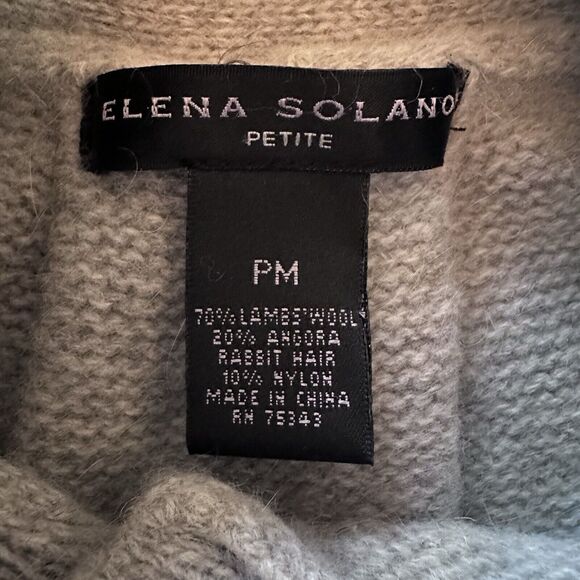 ELENA SOLANO
PETITE
PM
70% LAMBS'WOOL
20% ANGORA
RABBIT HAIR
10% NYLON
MADE IN CHINA
RN 75343